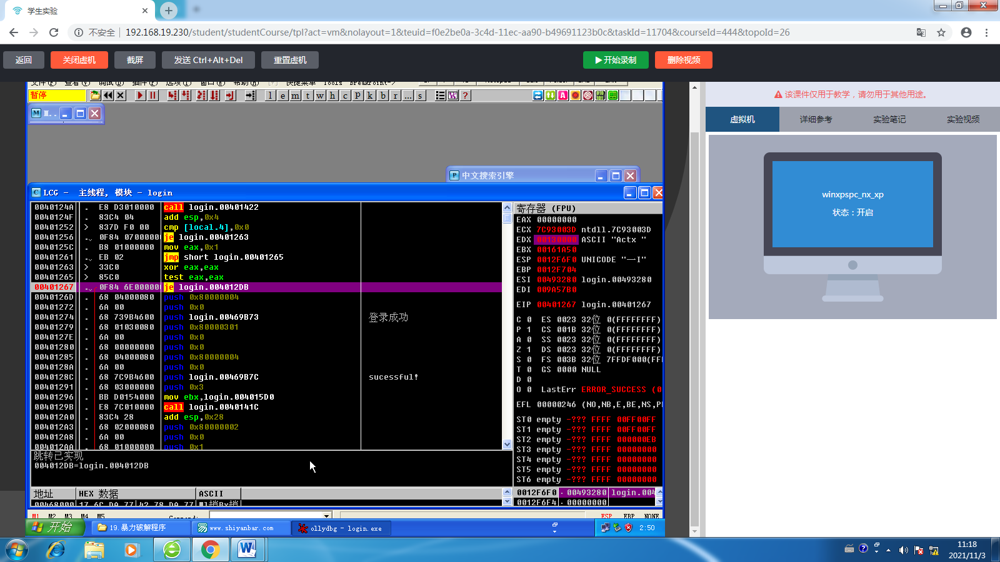 学生实验
不安全 192.168.19.230/student/studentCourse/tpl?act=vm&nolayout=1&teuid=f0e2be0a-3c4d-11ec-aa90-b49691123b0c&taskId=11704&courseId=444&topoId=26
返回 关闭虚机 截屏 发送 Ctrl+Alt+Del 重置虚机 开始录制 删除视频
暂停 l e m t w h c p k b r ... s ?
该课件仅用于教学，请勿用于其他用途。
虚拟机 详细参考 实验笔记 实验视频
winxpspc_nx_xp
状态：开启
中文搜索引擎
LCG - 主线程, 模块 - login
0040124A . E8 D3010000 call login.00401422
0040124F . 83C4 04 add esp,0x4
00401252 > 837D F0 00 cmp [local.4],0x0
00401256 . 0F84 07000000 je login.00401263
0040125C . B8 01000000 mov eax,0x1
00401261 . EB 02 jmp short login.00401265
00401263 > 33C0 xor eax,eax
00401265 > 85C0 test eax,eax
00401267 . 0F84 6E000000 je login.004012DB
0040126D . 68 04000080 push 0x80000004
00401272 . 6A 00 push 0x0
00401274 . 68 739B4600 push login.00469B73 登录成功
00401279 . 68 01030080 push 0x80000301
0040127E . 6A 00 push 0x0
00401280 . 68 00000000 push 0x0
00401285 . 68 04000080 push 0x80000004
0040128A . 6A 00 push 0x0
0040128C . 68 7C9B4600 push login.00469B7C sucessful!
00401291 . 68 03000000 push 0x3
00401296 . BB D0154000 mov ebx,login.004015D0
0040129B . E8 7C010000 call login.0040141C
004012A0 . 83C4 28 add esp,0x28
004012A3 . 68 02000080 push 0x80000002
004012A8 . 6A 00 push 0x0
004012AA . 68 01000000 push 0x1
跳转已实现
004012DB=login.004012DB
寄存器 (FPU)
EAX 00000000
ECX 7C93003D ntdll.7C93003D
EDX 00130000 ASCII "Actx "
EBX 00161A50
ESP 0012F6F0 UNICODE "一I"
EBP 0012F704
ESI 00493280 login.00493280
EDI 009A57B0
EIP 00401267 login.00401267
C 0 ES 0023 32位 0(FFFFFFFF)
P 1 CS 001B 32位 0(FFFFFFFF)
A 0 SS 0023 32位 0(FFFFFFFF)
Z 1 DS 0023 32位 0(FFFFFFFF)
S 0 FS 003B 32位 7FFDF000(FFF
T 0 GS 0000 NULL
D 0
O 0 LastErr ERROR_SUCCESS (0
EFL 00000246 (NO,NB,E,BE,NS,P
ST0 empty -??? FFFF 00FF00FF
ST1 empty -??? FFFF 00FF00FF
ST2 empty -??? FFFF 000000EB
ST3 empty -??? FFFF 00000000
ST4 empty -??? FFFF 00000000
ST5 empty -??? FFFF 00000000
ST6 empty -??? FFFF 00000000
地址 HEX 数据 ASCII
0012F6F0 00493280 login.004
0012F6F4 00000000
M1 M2 M3 M4 M5 ESP EBP NONE
开始 19.暴力破解程序 www.shiyanbar.com ollydbg - login.exe 2:50
11:18
2021/11/3